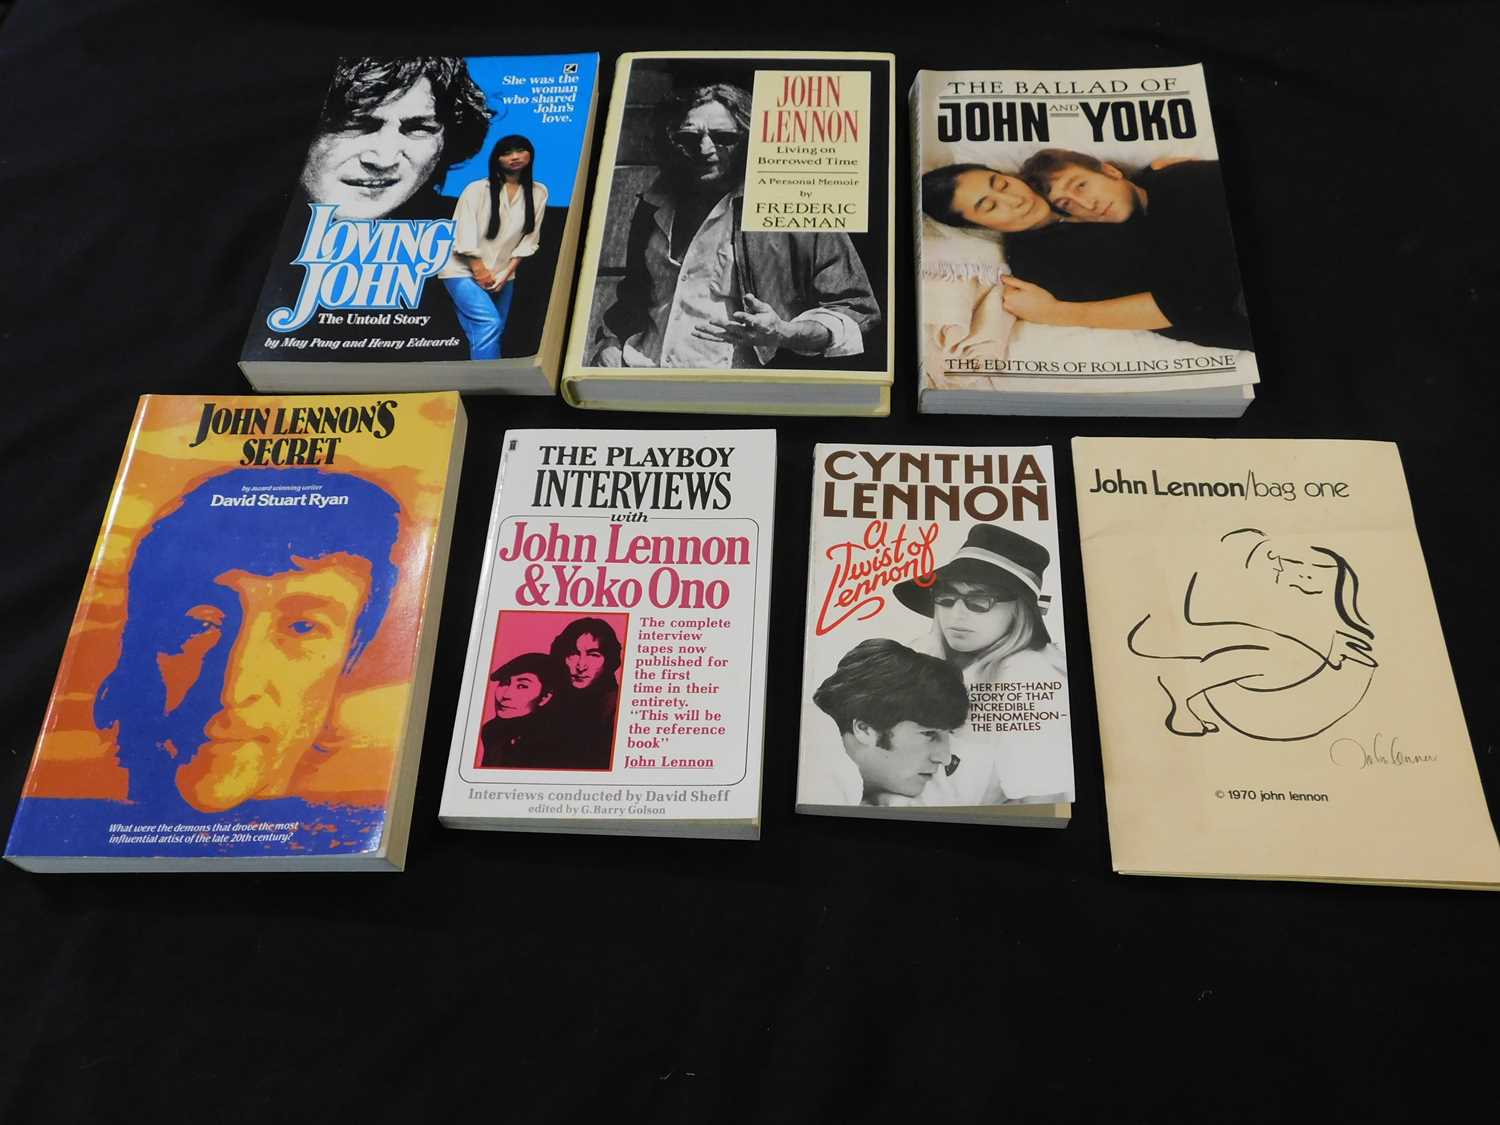 She was the
woman
who shared
John's
love.
LOVING
JOHN
The Untold Story
by May Pang and Henry Edwards
JOHN
LENNON
Living on
Borrowed Time
A Personal Memoir
by
FREDERIC
SEAMAN
THE BALLAD OF
JOHN AND YOKO
THE EDITORS OF ROLLING STONE
JOHN LENNON'S
SECRET
by award winning writer
David Stuart Ryan
What were the demons that drove the most
influential artist of the late 20th century?
THE PLAYBOY
INTERVIEWS
with
John Lennon
& Yoko Ono
The complete
interview
tapes now
published for
the first
time in their
entirety.
"This will be
the reference
book"
John Lennon
Interviews conducted by David Sheff
edited by G. Barry Golson
CYNTHIA
LENNON
A
Twist of
Lennon
HER FIRST-HAND
STORY OF THAT
INCREDIBLE
PHENOMENON-
THE BEATLES
John Lennon/bag one
John Lennon
© 1970 john lennon